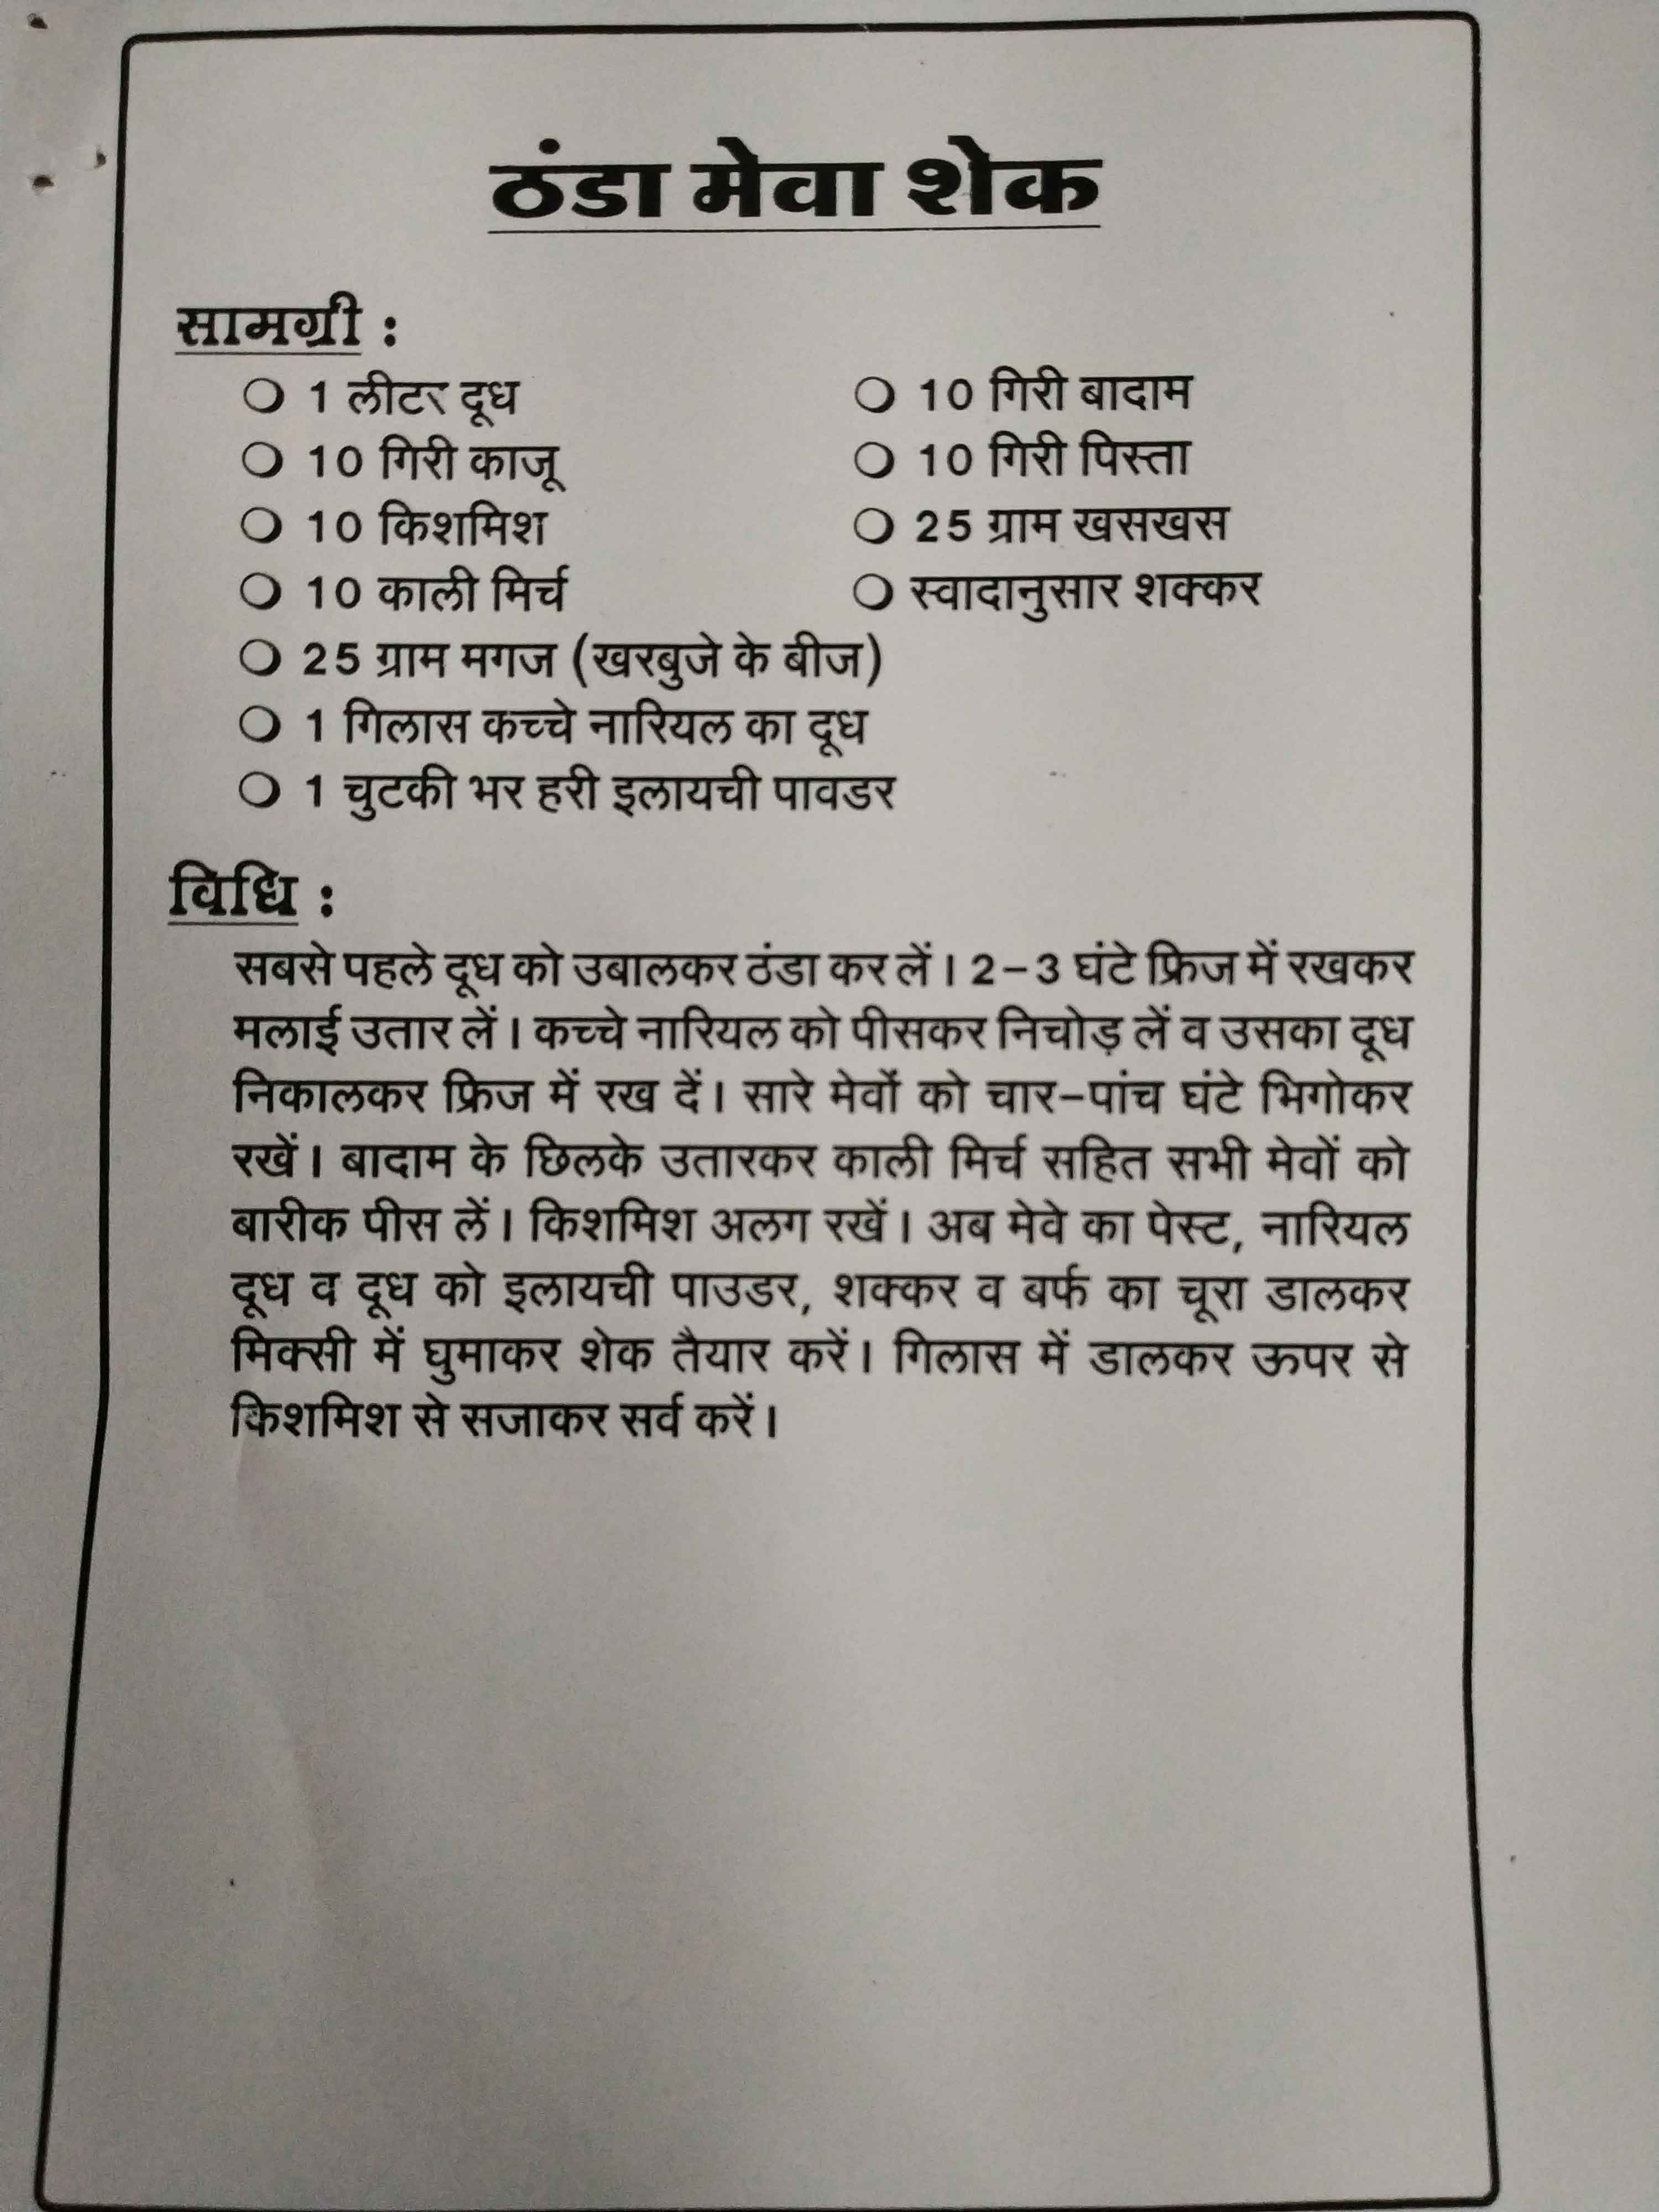 ठंडा मेवा शेक
सामग्री :
1 लीटर दूध
10 गिरी बादाम
10 गिरी काजू
10 गिरी पिस्ता
10 किशमिश
25 ग्राम खसखस
10 काली मिर्च
स्वादानुसार शक्कर
25 ग्राम मगज (खरबुजे के बीज)
1 गिलास कच्चे नारियल का दूध
1 चुटकी भर हरी इलायची पावडर
विधि :
सबसे पहले दूध को उबालकर ठंडा कर लें। 2-3 घंटे फ्रिज में रखकर
मलाई उतार लें। कच्चे नारियल को पीसकर निचोड़ लें व उसका दूध
निकालकर फ्रिज में रख दें। सारे मेवों को चार-पांच घंटे भिगोकर
रखें। बादाम के छिलके उतारकर काली मिर्च सहित सभी मेवों को
बारीक पीस लें। किशमिश अलग रखें। अब मेवे का पेस्ट, नारियल
दूध व दूध को इलायची पाउडर, शक्कर व बर्फ का चूरा डालकर
मिक्सी में घुमाकर शेक तैयार करें। गिलास में डालकर ऊपर से
किशमिश से सजाकर सर्व करें।